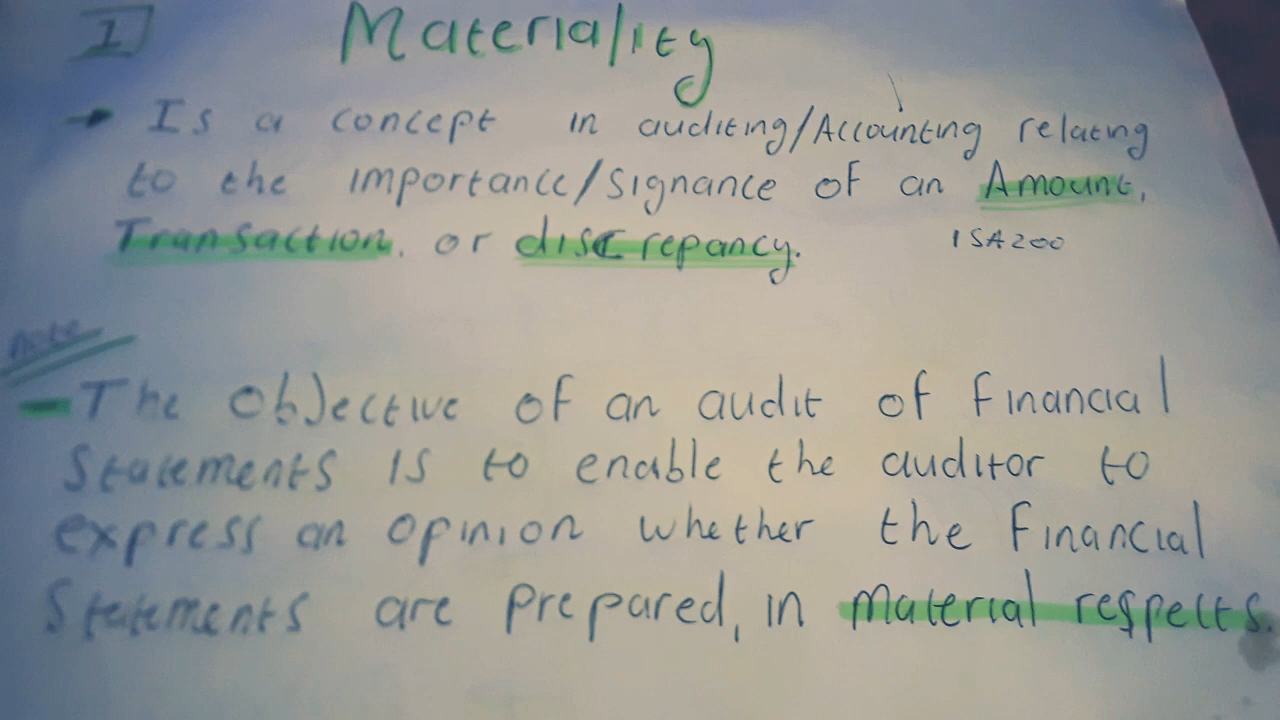 1 Materiality
→ Is a concept in auditing/Accounting relating
to the importance/signance of an Amount,
Transaction, or discrepancy. ISA200
note
- The objective of an audit of financial
statements is to enable the auditor to
express an opinion whether the financial
statements are prepared, in material respects.